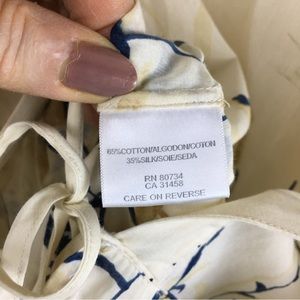 65%COTTON/ALGODON/COTON
35%SILK/SOIE/SEDA
RN 80734
CA 31458
CARE ON REVERSE